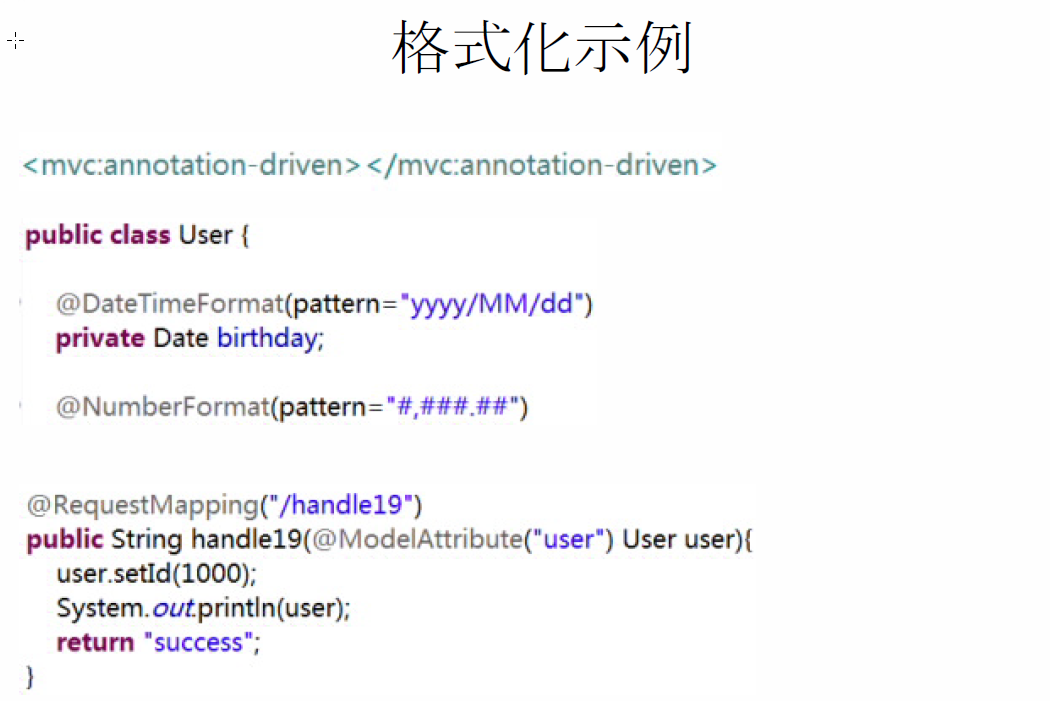 格式化示例
<mvc:annotation-driven></mvc:annotation-driven>
public class User {
@DateTimeFormat(pattern="yyyy/MM/dd")
private Date birthday;
@NumberFormat(pattern="#,###.##")
@RequestMapping("/handle19")
public String handle19(@ModelAttribute("user") User user){
user.setId(1000);
System.out.println(user);
return "success";
}